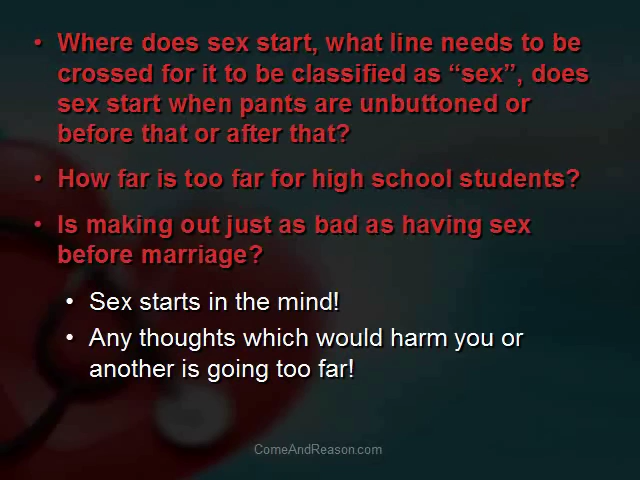 • Where does sex start, what line needs to be
crossed for it to be classified as “sex”, does
sex start when pants are unbuttoned or
before that or after that?
• How far is too far for high school students?
• Is making out just as bad as having sex
before marriage?
• Sex starts in the mind!
• Any thoughts which would harm you or
another is going too far!
ComeAndReason.com